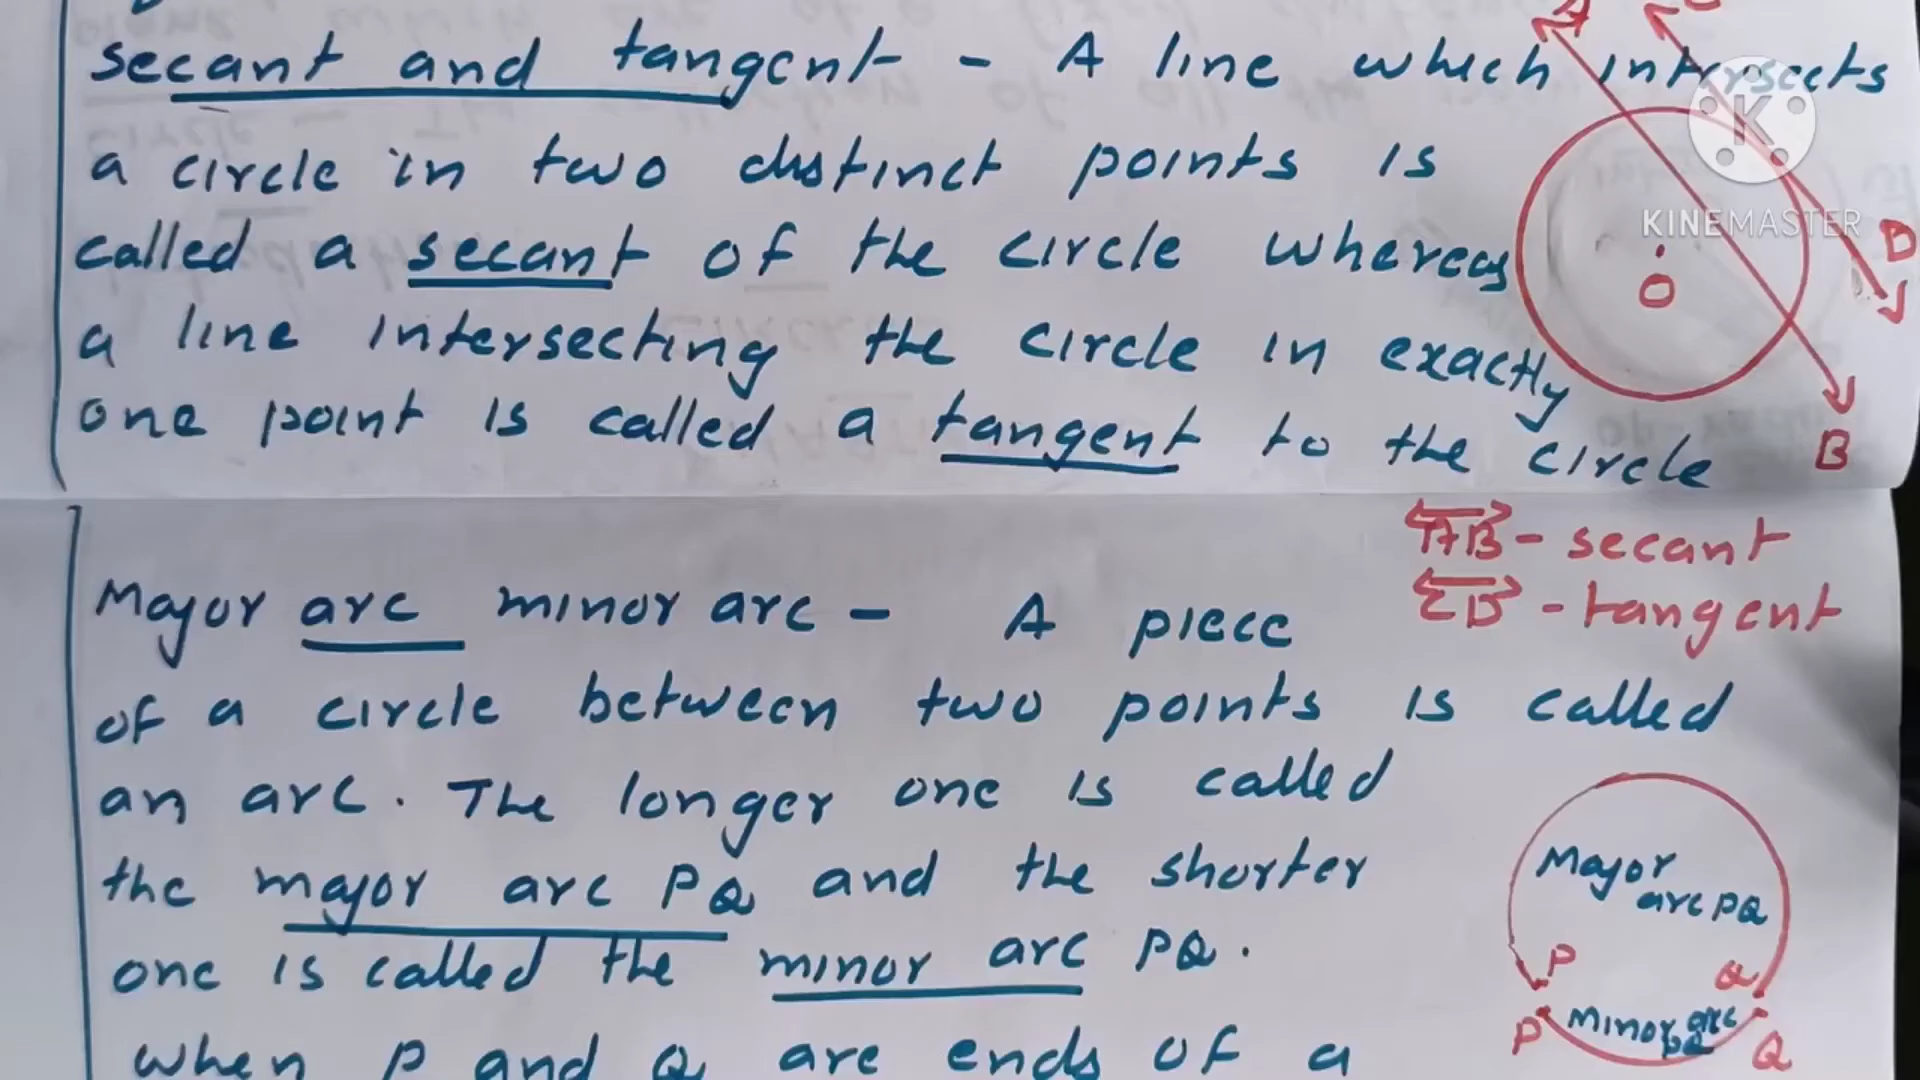 secant and tangent - A line which intersects
a circle in two distinct points is
called a secant of the circle whereas
a line intersecting the circle in exactly
one point is called a tangent to the circle
A
C
K
KINEMASTER
O
D
B
AB - secant
CD - tangent
Major arc minor arc - A piece
of a circle between two points is called
an arc. The longer one is called
the major arc PQ and the shorter
one is called the minor arc PQ.
when P and Q are ends of a
Major
arc PQ
P
Q
P
minor arc
PQ
Q